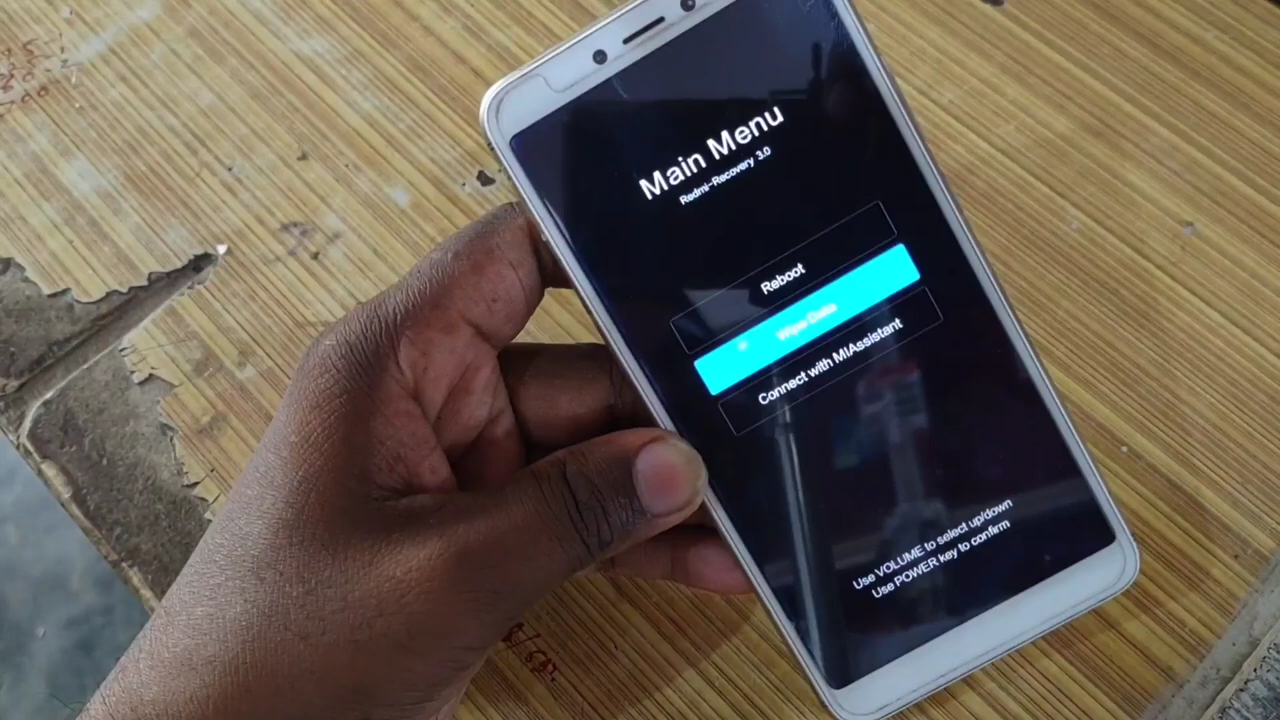 Main Menu
Redmi-Recovery 3.0
Reboot
Wipe Data
Connect with MIAssistant
Use VOLUME to select up/down
Use POWER key to confirm